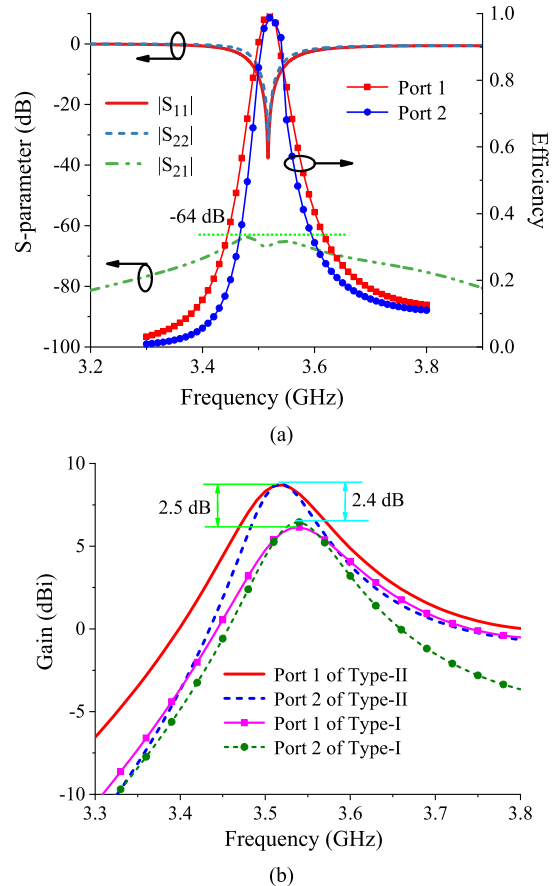 0
-10
-20
-40
-60
-80
-100
S-parameter (dB)
|S11|
|S22|
|S21|
-64 dB
Port 1
Port 2
1.0
0.8
0.6
0.4
0.2
0.0
Efficiency
3.2
3.4
3.6
3.8
Frequency (GHz)
(a)
10
5
0
-5
-10
Gain (dBi)
2.5 dB
2.4 dB
Port 1 of Type-II
Port 2 of Type-II
Port 1 of Type-I
Port 2 of Type-I
3.3
3.4
3.5
3.6
3.7
3.8
Frequency (GHz)
(b)